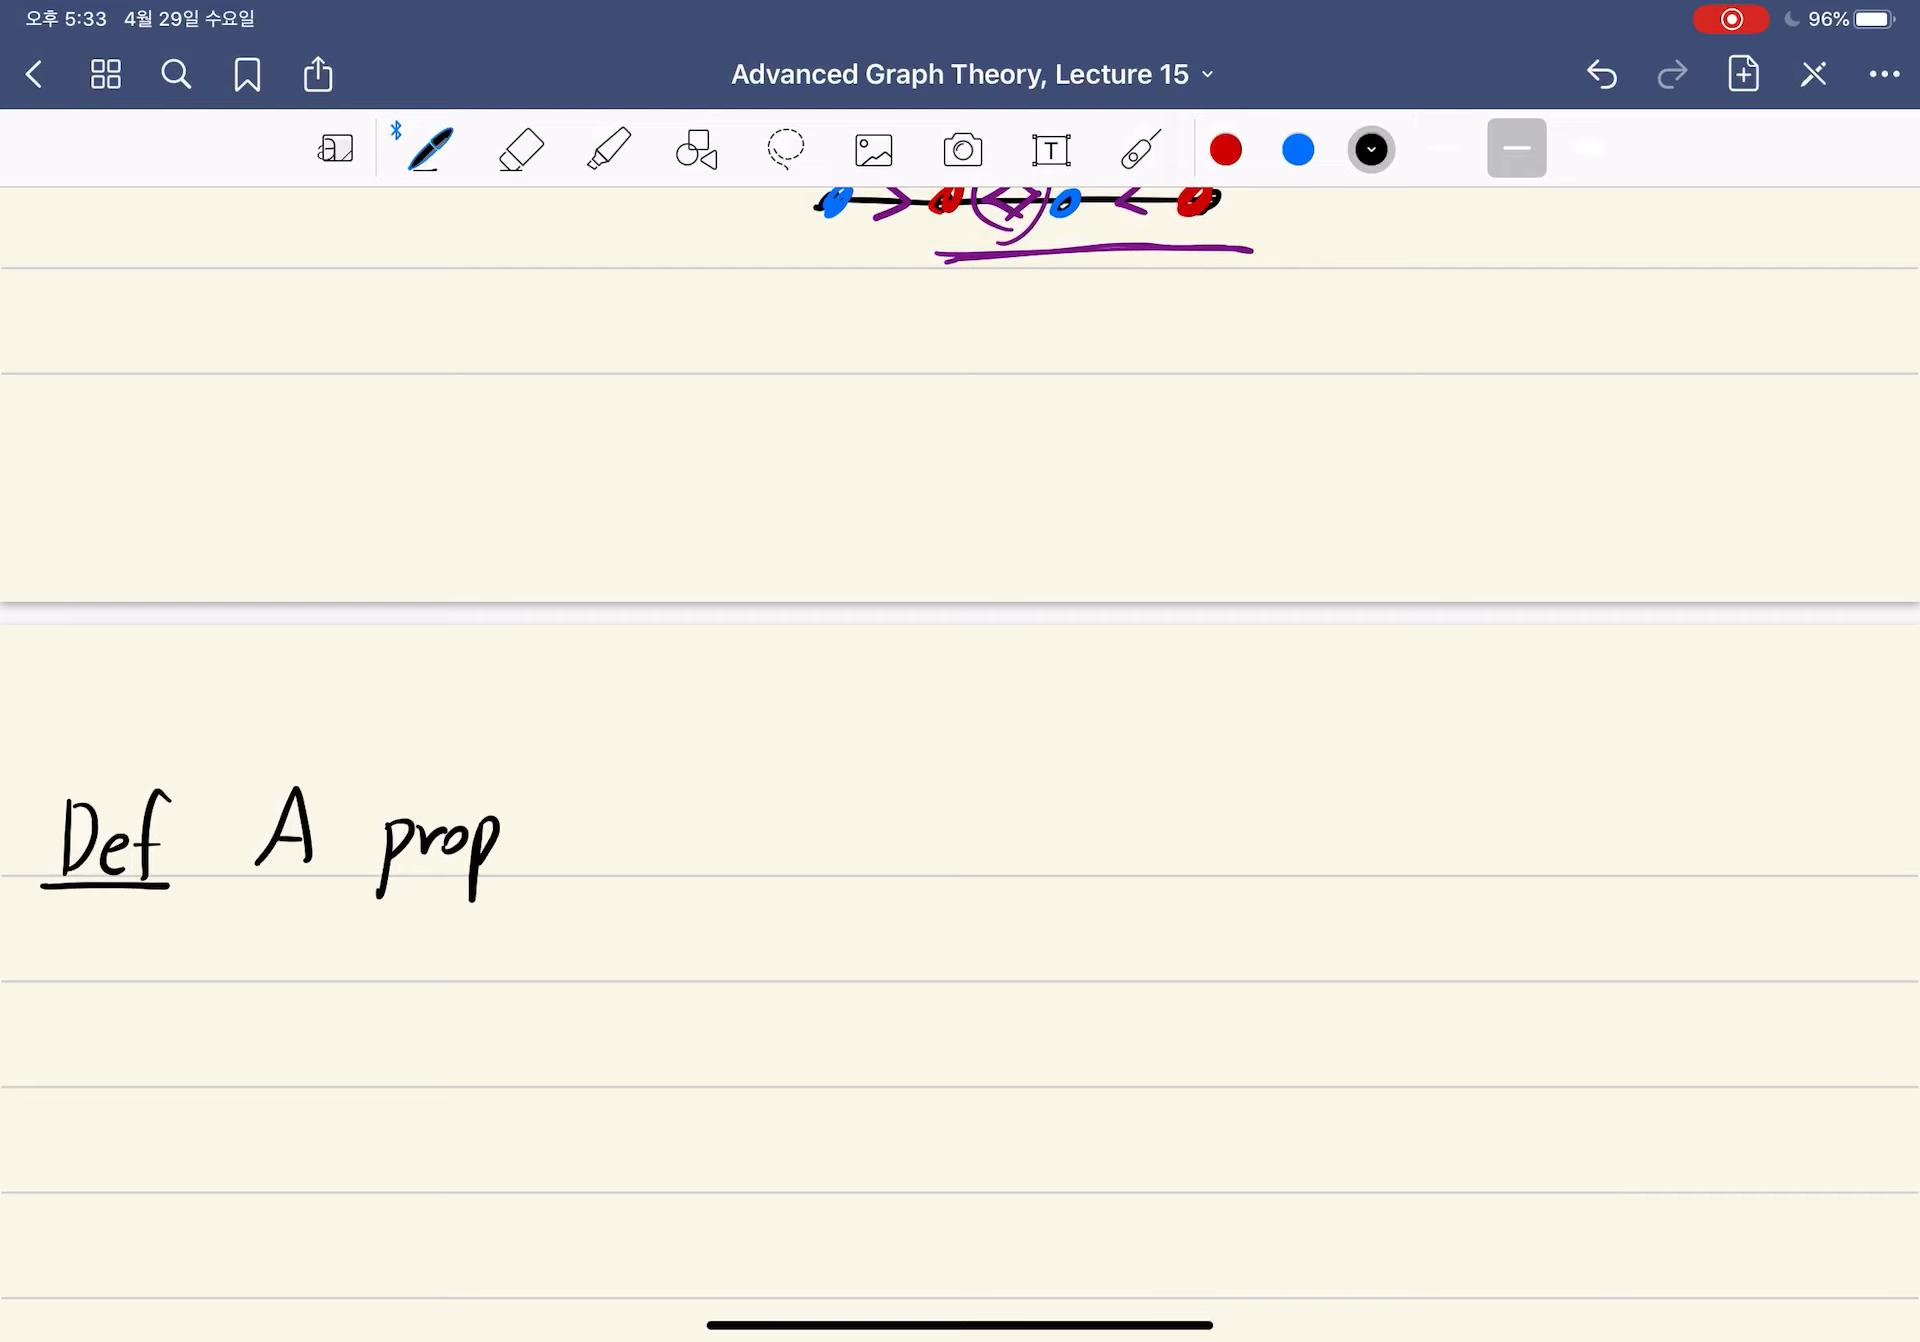 오후 5:33 4월 29일 수요일 96%
Advanced Graph Theory, Lecture 15
Def A prop